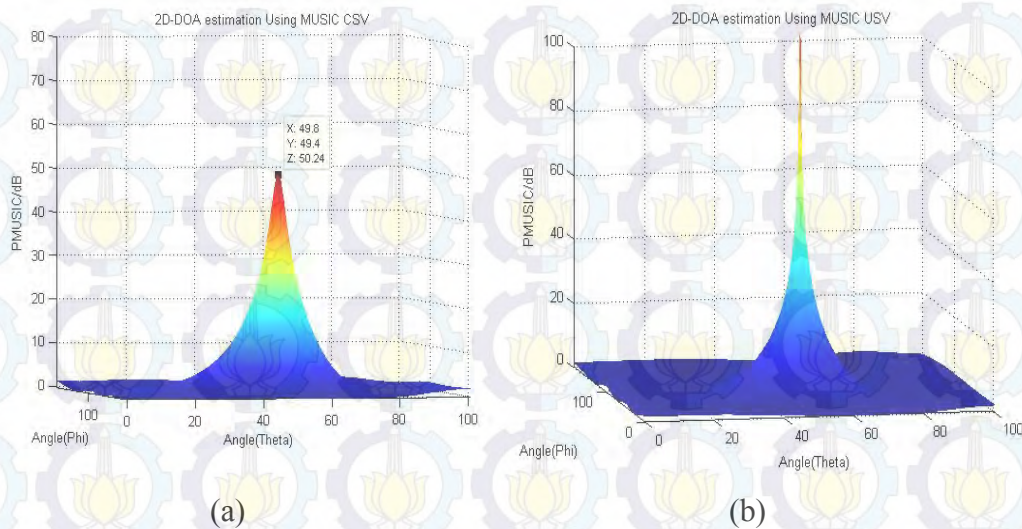 2D-DOA estimation Using MUSIC CSV
80
70
60
50
40
30
20
10
0
PMUSIC/dB
X: 49.8
Y: 49.4
Z: 50.24
100
0
20
40
60
80
100
Angle(Phi)
Angle(Theta)
(a)
2D-DOA estimation Using MUSIC USV
100
80
60
40
20
0
PMUSIC/dB
100
0
0
20
40
60
80
100
Angle(Phi)
Angle(Theta)
(b)